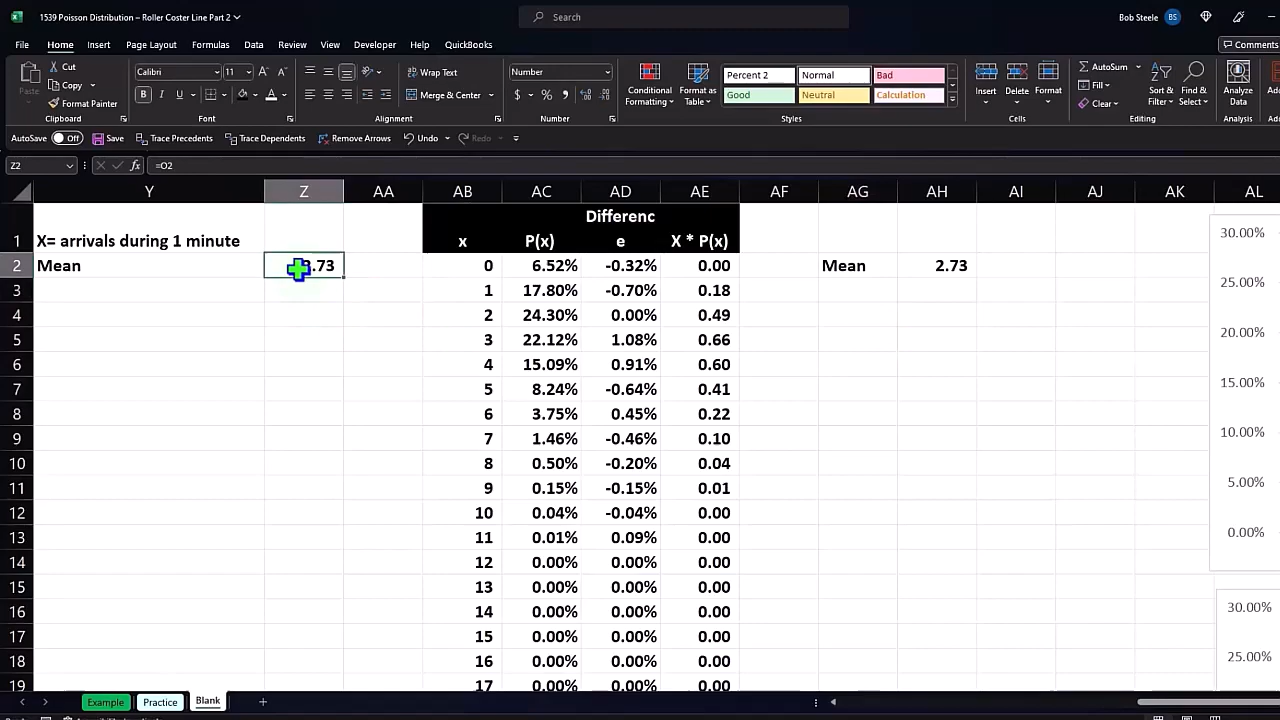 1539 Poisson Distribution – Roller Coster Line Part 2
Search
Bob Steele BS
File Home Insert Page Layout Formulas Data Review View Developer Help QuickBooks
Comments
Cut
Copy
Format Painter
Paste
Clipboard
Calibri 11
B I U
Font
Wrap Text
Merge & Center
Alignment
Number
$ % ,
Number
Conditional Formatting
Format as Table
Percent 2 Normal Bad
Good Neutral Calculation
Styles
Insert Delete Format
Cells
AutoSum
Fill
Clear
Sort & Filter
Find & Select
Editing
Analyze Data
Analysis
AutoSave Off Save Trace Precedents Trace Dependents Remove Arrows Undo Redo
Z2 fx =O2
Y Z AA AB AC AD AE AF AG AH AI AJ AK AL
Differenc
1 X= arrivals during 1 minute x P(x) e X * P(x)
2 Mean .73 0 6.52% -0.32% 0.00 Mean 2.73
3 1 17.80% -0.70% 0.18
4 2 24.30% 0.00% 0.49
5 3 22.12% 1.08% 0.66
6 4 15.09% 0.91% 0.60
7 5 8.24% -0.64% 0.41
8 6 3.75% 0.45% 0.22
9 7 1.46% -0.46% 0.10
10 8 0.50% -0.20% 0.04
11 9 0.15% -0.15% 0.01
12 10 0.04% -0.04% 0.00
13 11 0.01% 0.09% 0.00
14 12 0.00% 0.00% 0.00
15 13 0.00% 0.00% 0.00
16 14 0.00% 0.00% 0.00
17 15 0.00% 0.00% 0.00
18 16 0.00% 0.00% 0.00
19 17 0.00% 0.00% 0.00
30.00%
25.00%
20.00%
15.00%
10.00%
5.00%
0.00%
30.00%
25.00%
Example Practice Blank